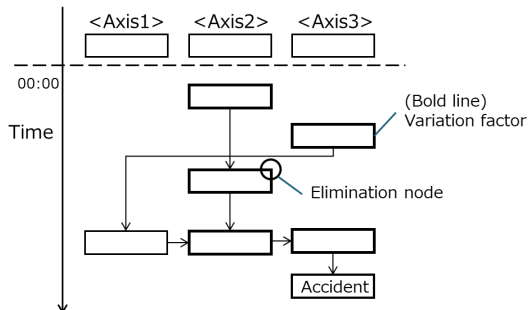 <Axis1> <Axis2> <Axis3>
00:00
Time
(Bold line)
Variation factor
Elimination node
Accident